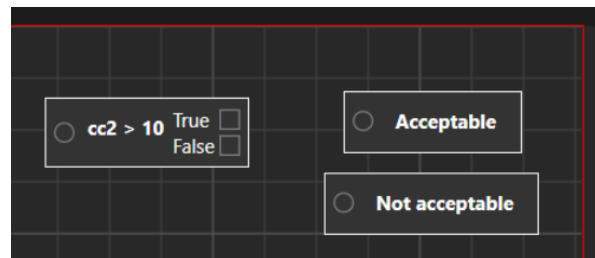 cc2 > 10
True
False
Acceptable
Not acceptable